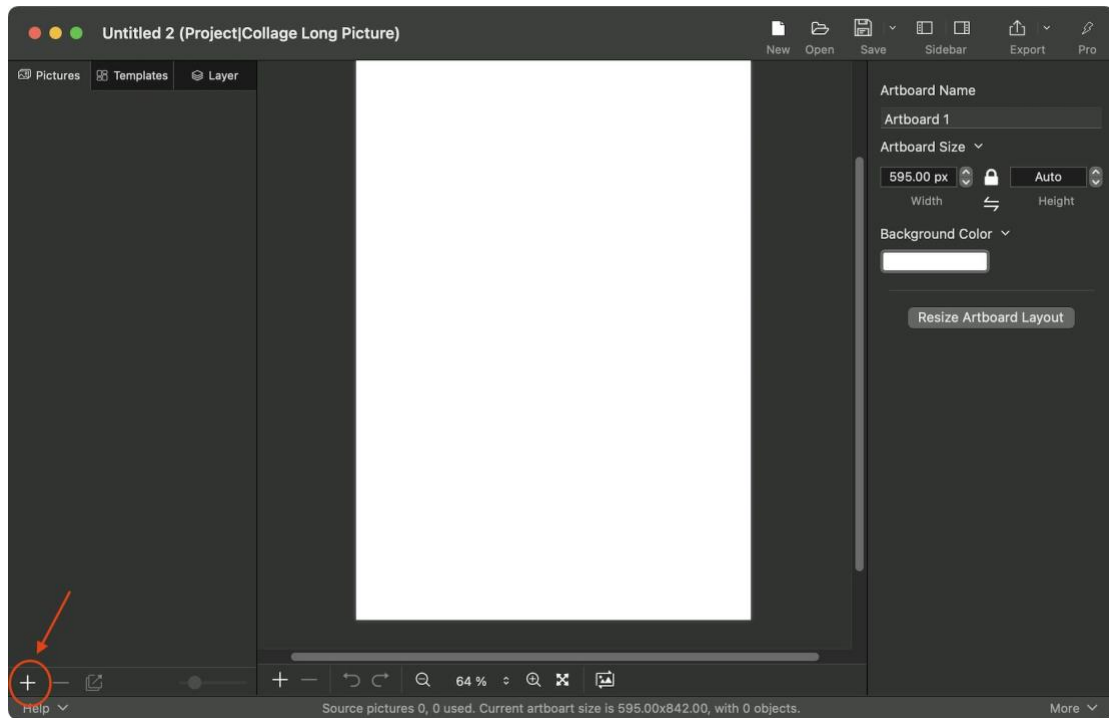 Untitled 2 (Project|Collage Long Picture)
New Open Save Sidebar Export Pro
Pictures Templates Layer
Artboard Name
Artboard 1
Artboard Size
595.00 px Auto
Width Height
Background Color
Resize Artboard Layout
64 %
Help Source pictures 0, 0 used. Current artboart size is 595.00x842.00, with 0 objects. More